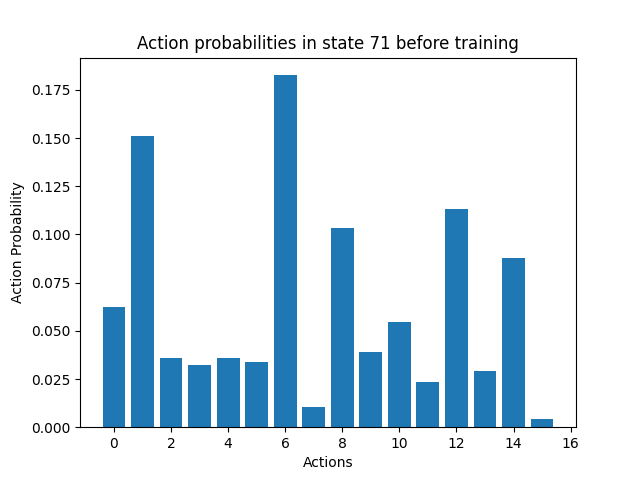 Action probabilities in state 71 before training
0.175
0.150
0.125
0.100
0.075
0.050
0.025
0.000
Action Probability
0 2 4 6 8 10 12 14 16
Actions